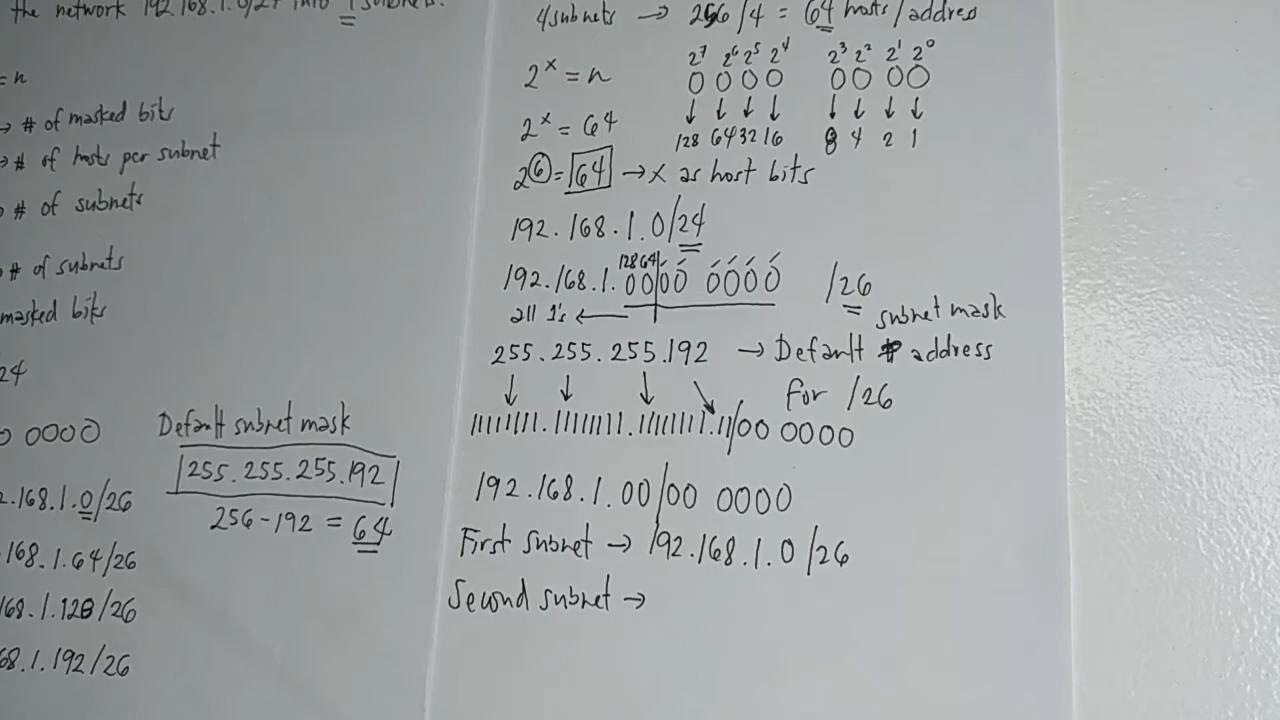 the network 192.168.1.0/24 into 4 subnets.
= n
→ # of masked bits
→ # of hosts per subnet
→ # of subnets
→ # of subnets
masked bits
24
0 0000
Default subnet mask
255.255.255.192
256-192 = 64
2.168.1.0/26
168.1.64/26
168.1.128/26
68.1.192/26
4 subnets → 256/4 = 64 hosts/address
2^7 2^6 2^5 2^4 2^3 2^2 2^1 2^0
2^x = n 0 0 0 0 0 0 0 0
↓ ↓ ↓ ↓ ↓ ↓ ↓ ↓
2^x = 64 128 64 32 16 8 4 2 1
2^6 = 64 → x as host bits
192.168.1.0/24
128 64
192.168.1.00|00 0000 /26
all 1's ← subnet mask
255.255.255.192 → Default address
↓ ↓ ↓ ↘ for /26
11111111.11111111.11111111.11/00 0000
192.168.1.00/00 0000
First subnet → 192.168.1.0/26
Second subnet →